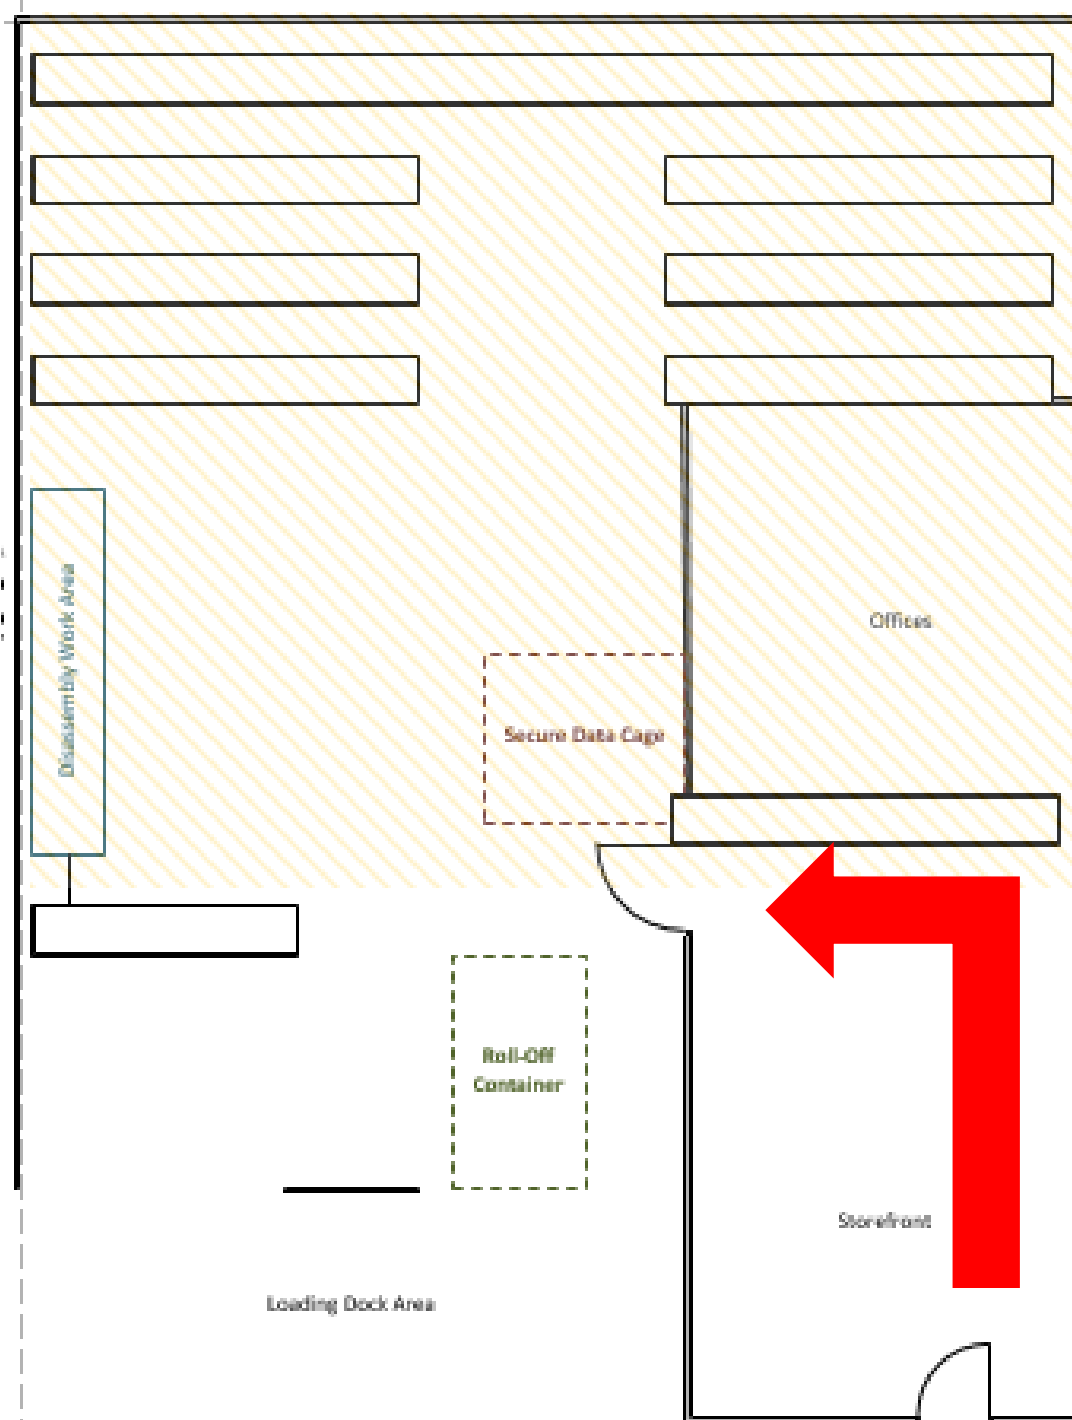 Disassembly Work Area
Offices
Secure Data Cage
Roll-Off
Container
Storefront
Loading Dock Area